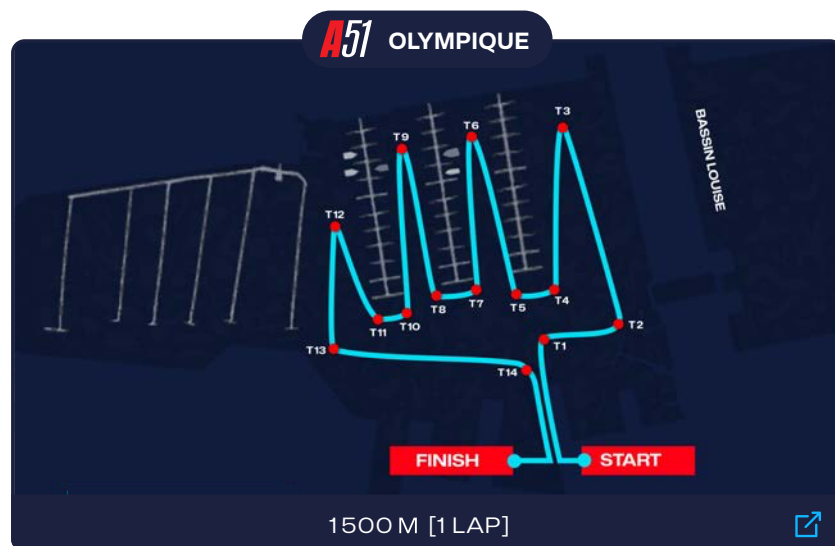 A51 OLYMPIQUE
T3
T6
T9
BASSIN LOUISE
T12
T8
T7
T5
T4
T11
T10
T2
T1
T13
T14
FINISH
START
1500 M [1 LAP]